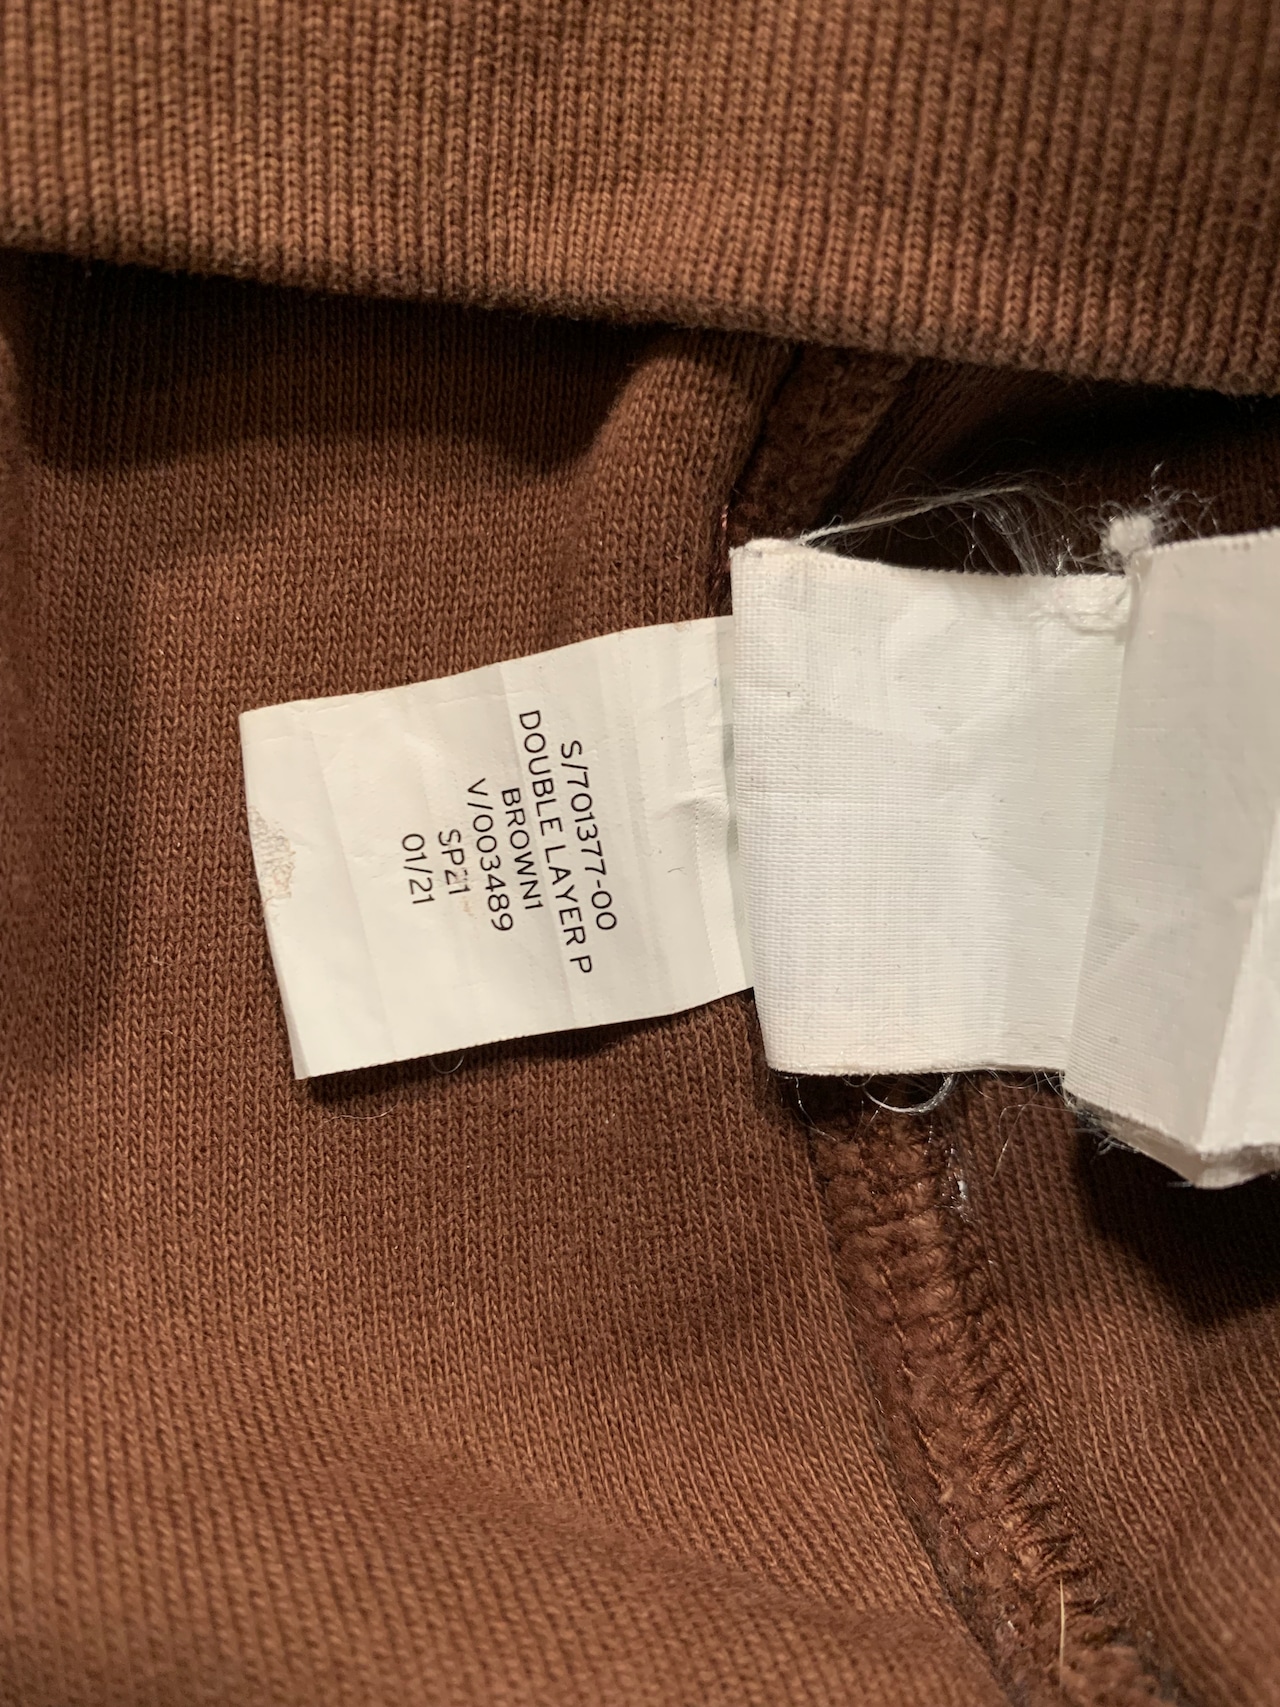 S/701377-00
DOUBLE LAYER P
BROWN1
V/003489
SP21
01/21